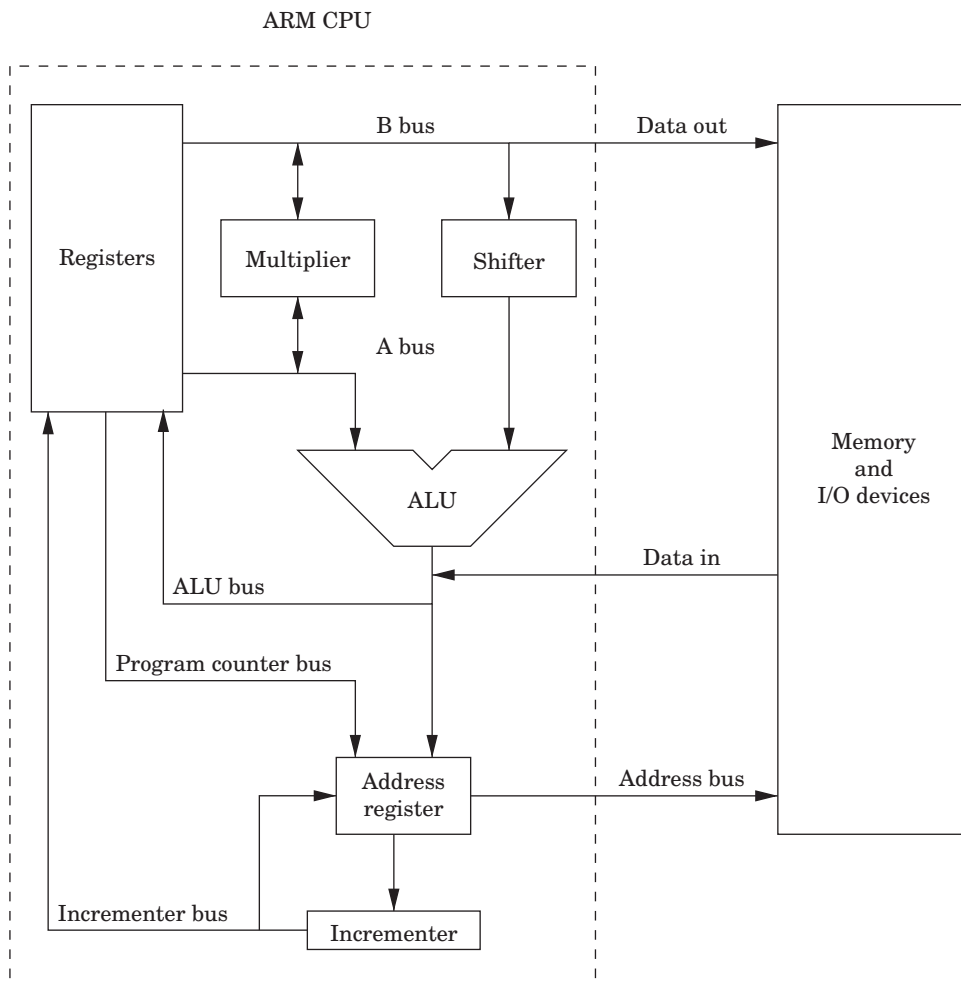 ARM CPU
B bus
Data out
Registers
Multiplier
Shifter
A bus
Memory
and
I/O devices
ALU
Data in
ALU bus
Program counter bus
Address
register
Address bus
Incrementer bus
Incrementer